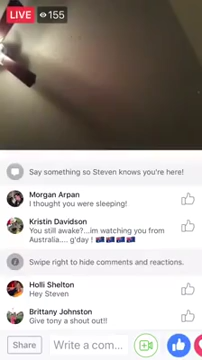 LIVE 155
Say something so Steven knows you're here!
Morgan Arpan
I thought you were sleeping!
Kristin Davidson
You still awake?...im watching you from
Australia.... g'day ! 🇦🇺 🇦🇺 🇦🇺 🇦🇺
Swipe right to hide comments and reactions.
Holli Shelton
Hey Steven
Brittany Johnston
Give tony a shout out!!
Share
Write a com...